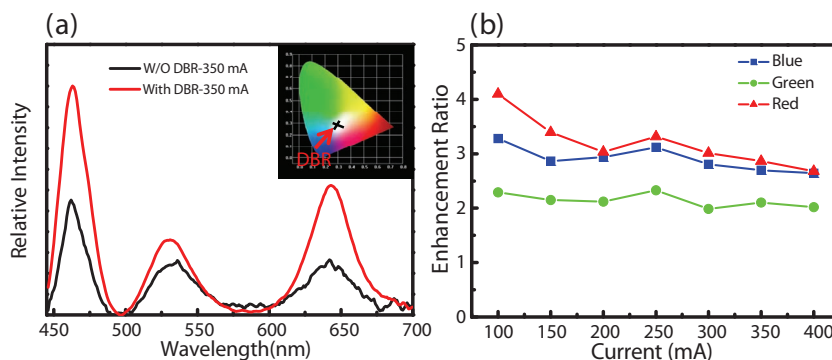 (a)
W/O DBR-350 mA
With DBR-350 mA
DBR
Relative Intensity
450 500 550 600 650 700
Wavelength(nm)
(b)
5
4
3
2
1
0
Blue
Green
Red
Enhancement Ratio
100 150 200 250 300 350 400
Current (mA)